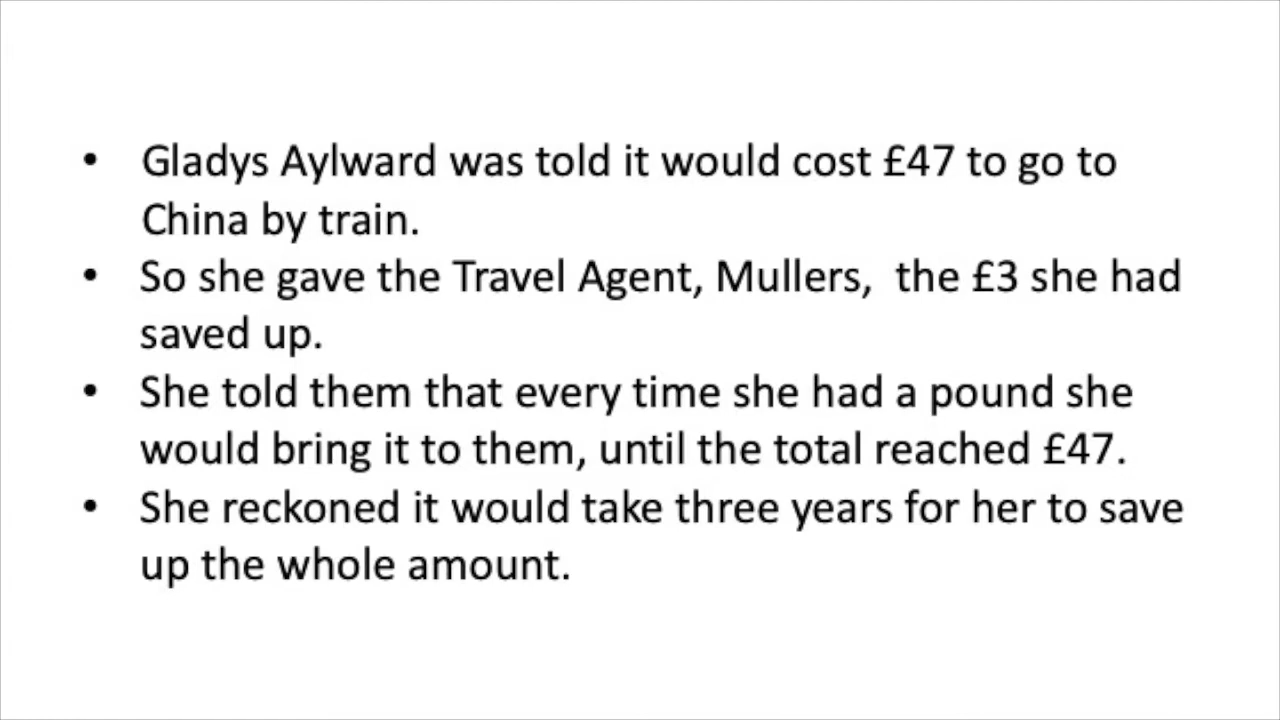 • Gladys Aylward was told it would cost £47 to go to
China by train.
• So she gave the Travel Agent, Mullers,  the £3 she had
saved up.
• She told them that every time she had a pound she
would bring it to them, until the total reached £47.
• She reckoned it would take three years for her to save
up the whole amount.